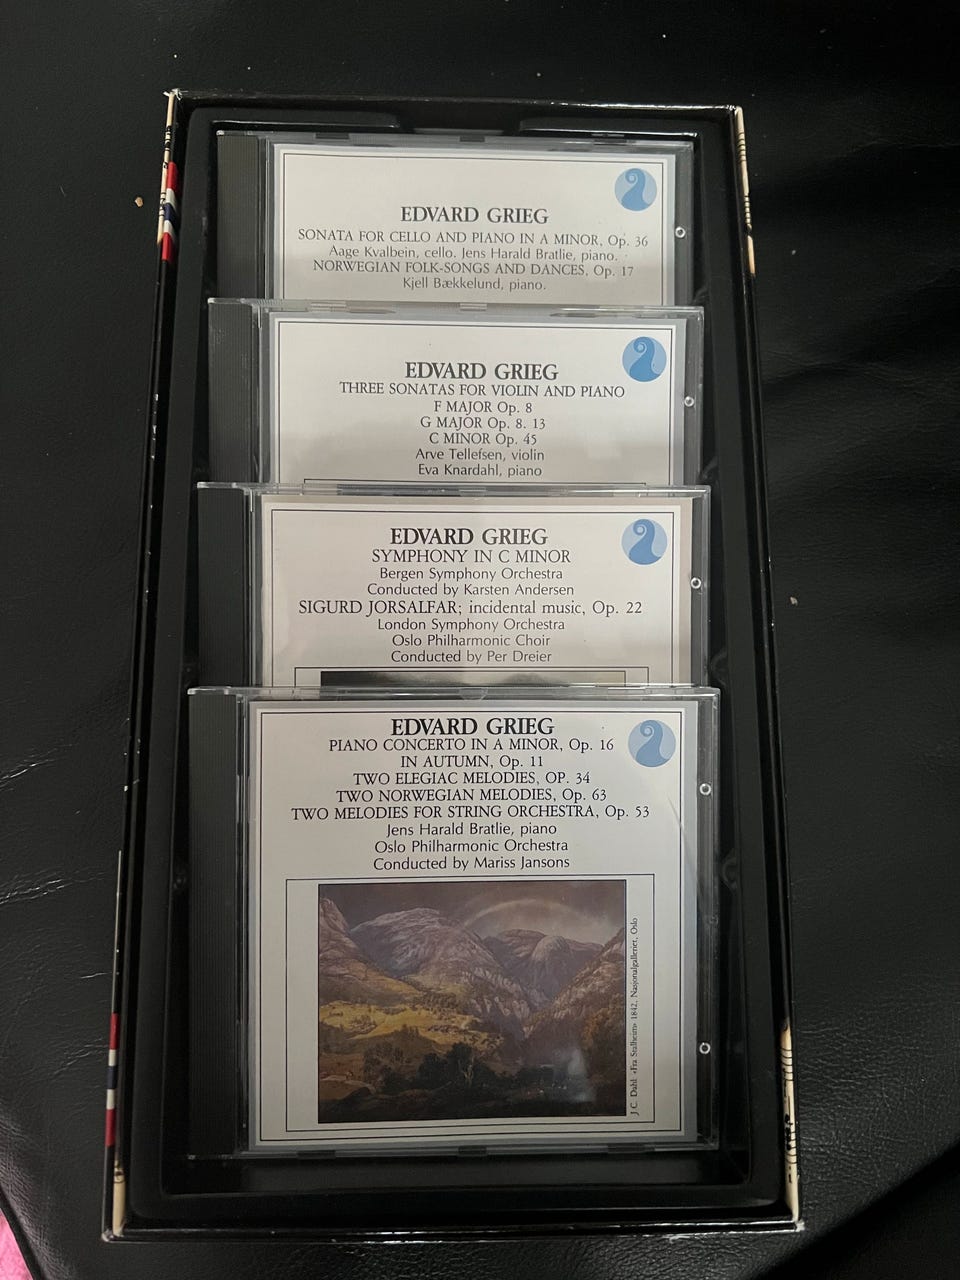 EDVARD GRIEG
SONATA FOR CELLO AND PIANO IN A MINOR, Op. 36
Aage Kvalbein, cello. Jens Harald Bratlie, piano.
NORWEGIAN FOLK-SONGS AND DANCES, Op. 17
Kjell Bækkelund, piano.
EDVARD GRIEG
THREE SONATAS FOR VIOLIN AND PIANO
F MAJOR Op. 8
G MAJOR Op. 8. 13
C MINOR Op. 45
Arve Tellefsen, violin
Eva Knardahl, piano
EDVARD GRIEG
SYMPHONY IN C MINOR
Bergen Symphony Orchestra
Conducted by Karsten Andersen
SIGURD JORSALFAR; incidental music, Op. 22
London Symphony Orchestra
Oslo Philharmonic Choir
Conducted by Per Dreier
EDVARD GRIEG
PIANO CONCERTO IN A MINOR, Op. 16
IN AUTUMN, Op. 11
TWO ELEGIAC MELODIES, OP. 34
TWO NORWEGIAN MELODIES, Op. 63
TWO MELODIES FOR STRING ORCHESTRA, Op. 53
Jens Harald Bratlie, piano
Oslo Philharmonic Orchestra
Conducted by Mariss Jansons
J.C. Dahl: «Fra Stalheim» 1842, Nasjonalgalleriet, Oslo